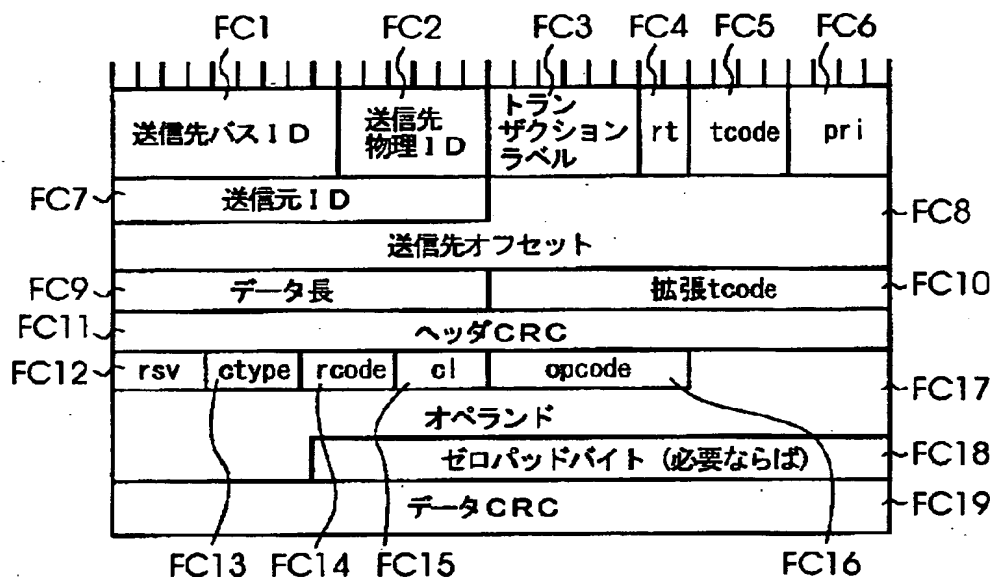 FC1 FC2 FC3 FC4 FC5 FC6
送信先バスID
送信先
物理ID
トラン
ザクション
ラベル
rt
tcode
pri
FC7
送信元ID
FC8
送信先オフセット
FC9
データ長
拡張tcode
FC10
FC11
ヘッダCRC
FC12
rsv
ctype
rcode
cl
opcode
FC17
オペランド
ゼロパッドバイト (必要ならば)
FC18
データCRC
FC19
FC13 FC14 FC15 FC16